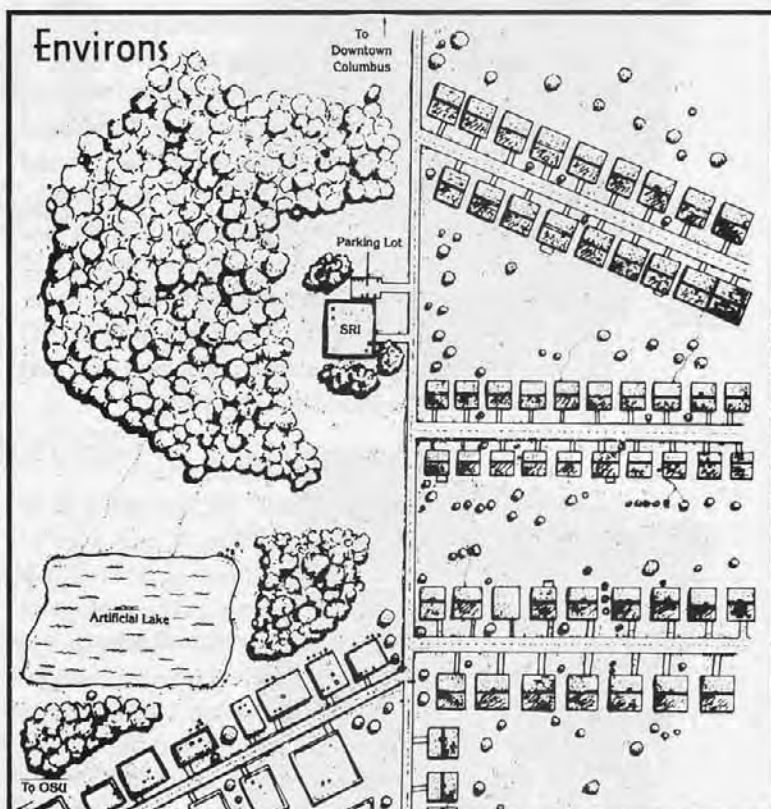 Environs
To
Downtown
Columbus
Parking Lot
SRI
Artificial Lake
To OSU